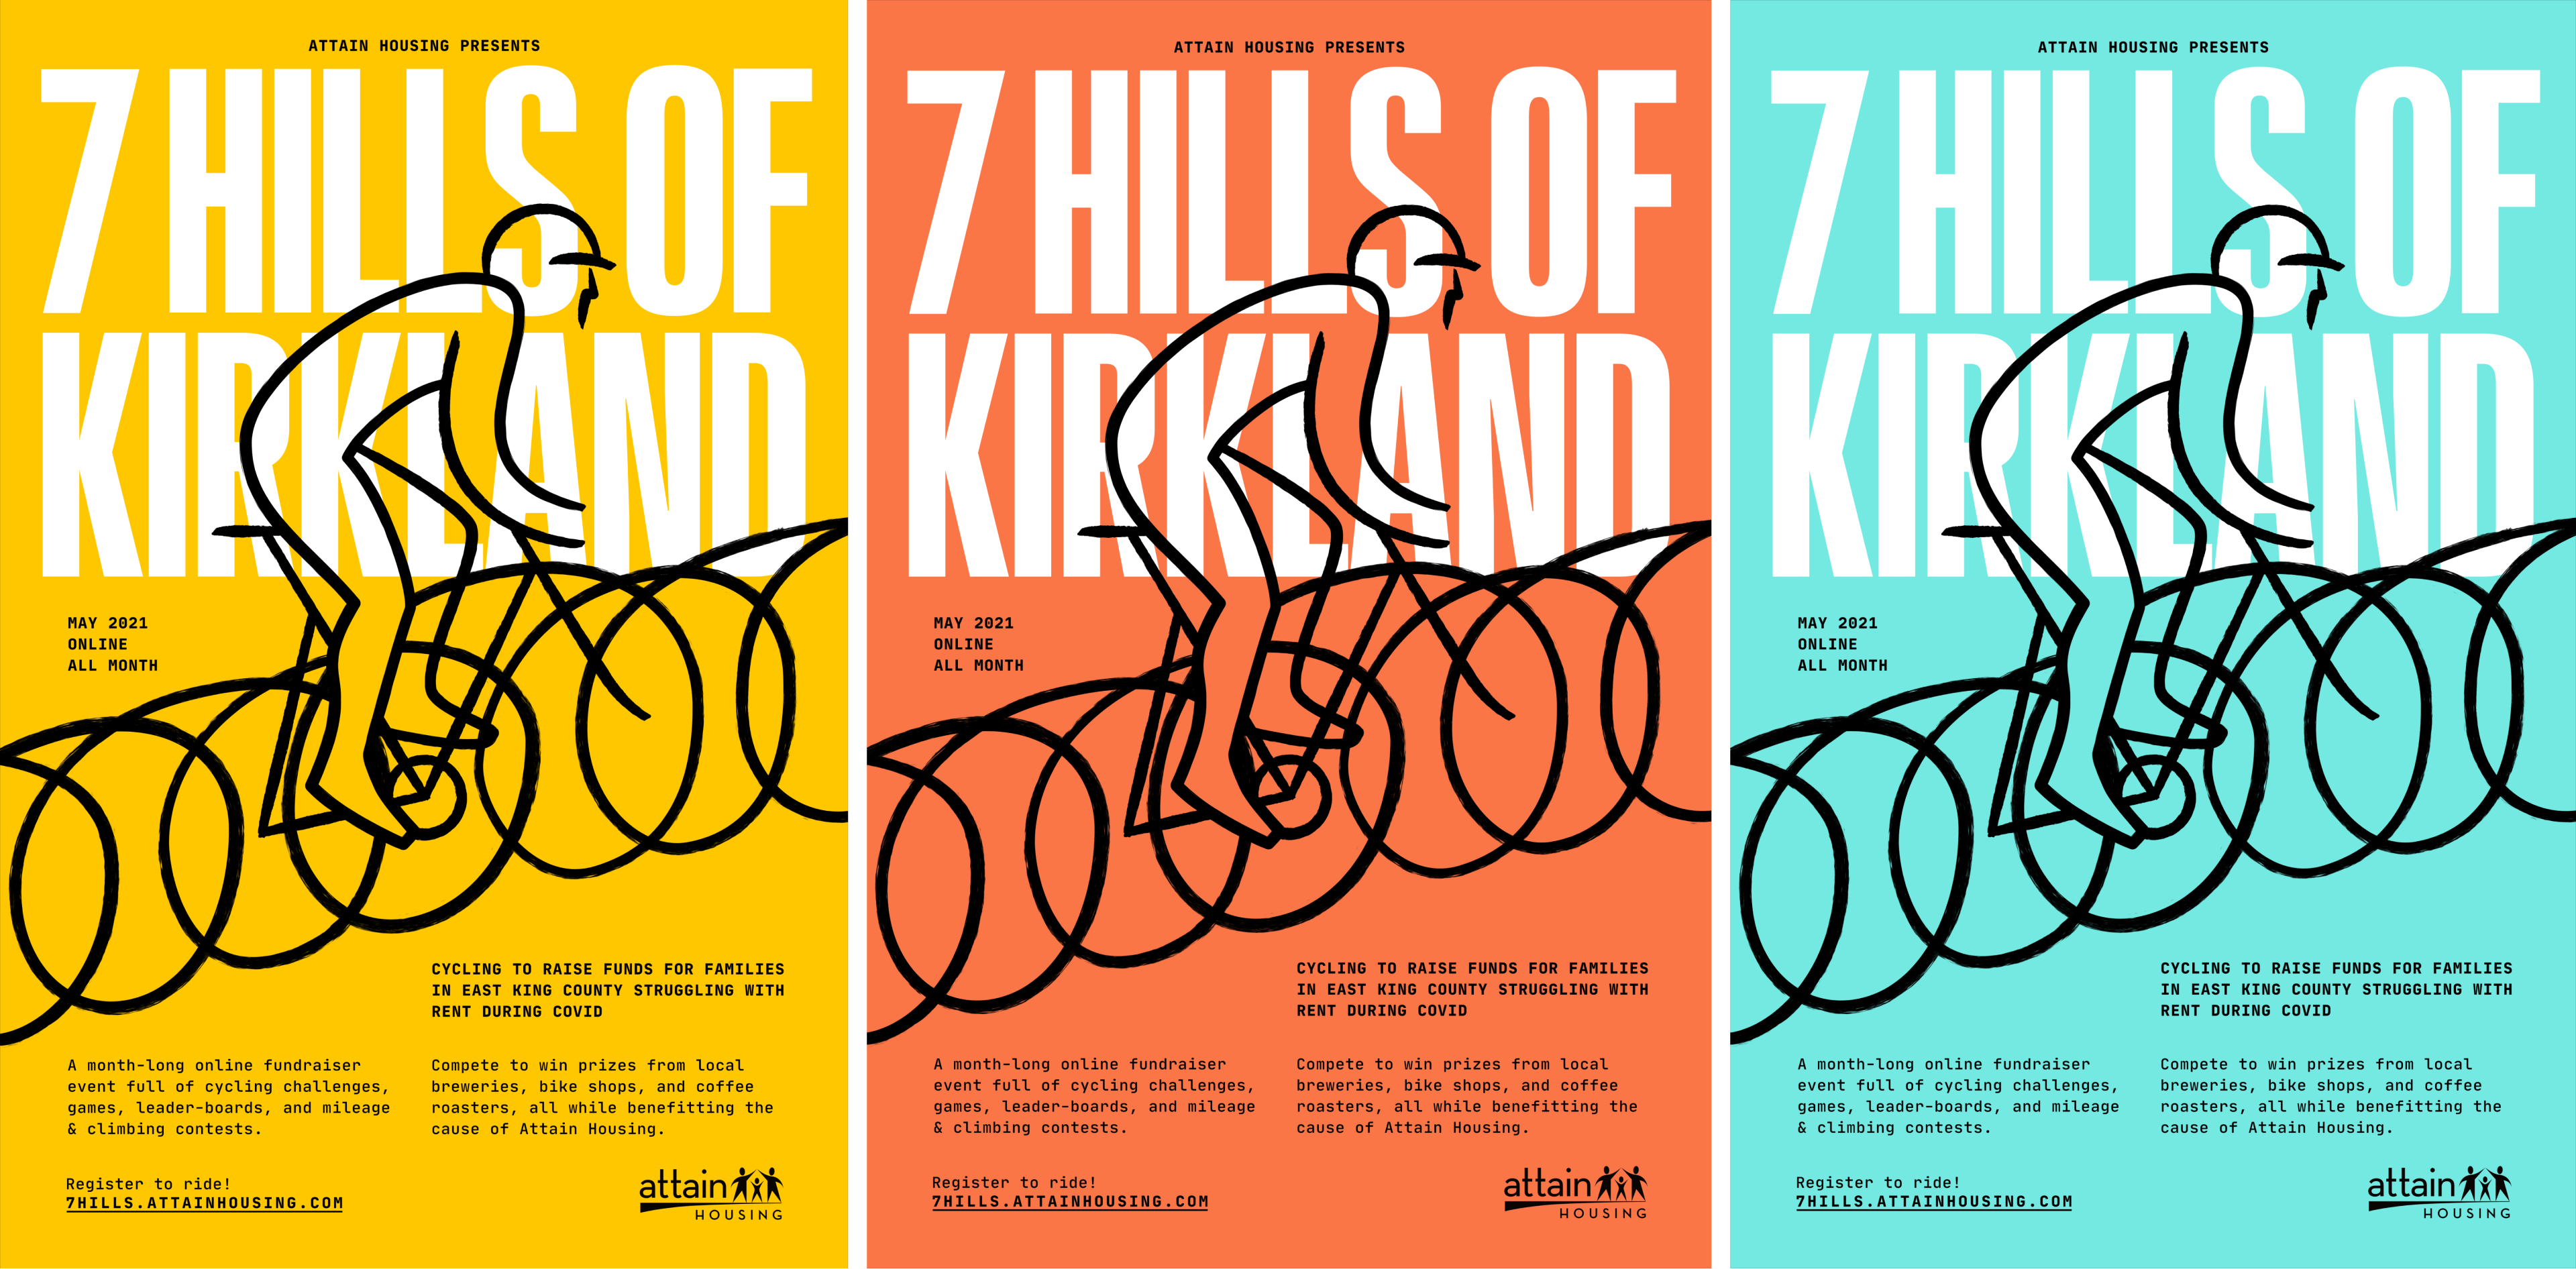 ATTAIN HOUSING PRESENTS
7 HILLS OF
KIRKLAND
MAY 2021
ONLINE
ALL MONTH
CYCLING TO RAISE FUNDS FOR FAMILIES
IN EAST KING COUNTY STRUGGLING WITH
RENT DURING COVID
A month-long online fundraiser
event full of cycling challenges,
games, leader-boards, and mileage
& climbing contests.
Compete to win prizes from local
breweries, bike shops, and coffee
roasters, all while benefitting the
cause of Attain Housing.
Register to ride!
7HILLS.ATTAINHOUSING.COM
attain
HOUSING
ATTAIN HOUSING PRESENTS
7 HILLS OF
KIRKLAND
MAY 2021
ONLINE
ALL MONTH
CYCLING TO RAISE FUNDS FOR FAMILIES
IN EAST KING COUNTY STRUGGLING WITH
RENT DURING COVID
A month-long online fundraiser
event full of cycling challenges,
games, leader-boards, and mileage
& climbing contests.
Compete to win prizes from local
breweries, bike shops, and coffee
roasters, all while benefitting the
cause of Attain Housing.
Register to ride!
7HILLS.ATTAINHOUSING.COM
attain
HOUSING
ATTAIN HOUSING PRESENTS
7 HILLS OF
KIRKLAND
MAY 2021
ONLINE
ALL MONTH
CYCLING TO RAISE FUNDS FOR FAMILIES
IN EAST KING COUNTY STRUGGLING WITH
RENT DURING COVID
A month-long online fundraiser
event full of cycling challenges,
games, leader-boards, and mileage
& climbing contests.
Compete to win prizes from local
breweries, bike shops, and coffee
roasters, all while benefitting the
cause of Attain Housing.
Register to ride!
7HILLS.ATTAINHOUSING.COM
attain
HOUSING